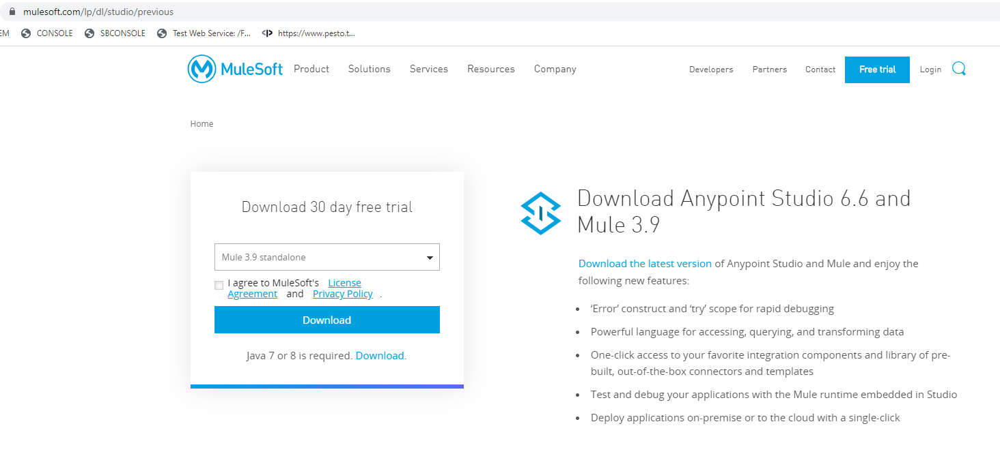 mulesoft.com/lp/dl/studio/previous
EM CONSOLE SBCONSOLE Test Web Service: /F... https://www.pesto.t...
MuleSoft Product Solutions Services Resources Company Developers Partners Contact Free trial Login
Home
Download 30 day free trial
Mule 3.9 standalone
I agree to MuleSoft's License
Agreement and Privacy Policy .
Download
Java 7 or 8 is required. Download.
Download Anypoint Studio 6.6 and
Mule 3.9
Download the latest version of Anypoint Studio and Mule and enjoy the
following new features:
• ‘Error’ construct and ‘try’ scope for rapid debugging
• Powerful language for accessing, querying, and transforming data
• One-click access to your favorite integration components and library of pre-
built, out-of-the-box connectors and templates
• Test and debug your applications with the Mule runtime embedded in Studio
• Deploy applications on-premise or to the cloud with a single-click